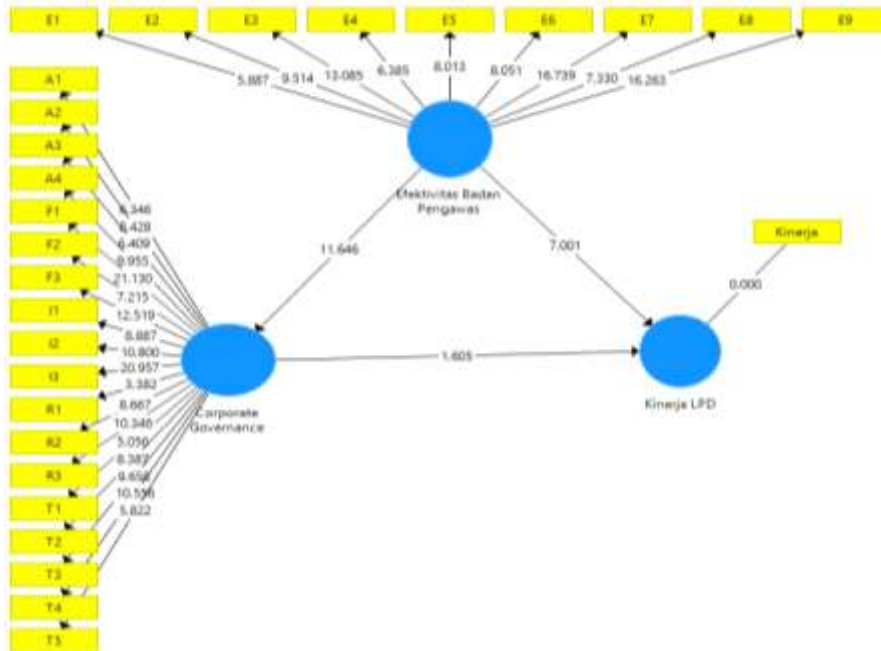 E1 E2 E3 E4 E5 E6 E7 E8 E9
5.887 9.514 13.085 6.385 8.013 8.051 16.739 7.330 16.263
A1
A2
A3
A4
F1
F2
F3
I1
I2
I3
R1
R2
R3
T1
T2
T3
T4
T5
Efektivitas Badan
Pengawas
11.646
7.001
Kinerja
0.000
8.428
6.409
21.130
7.215
12.519
8.887
10.800
20.957
3.382
8.667
10.346
5.056
8.387
9.658
10.556
5.822
Corporate
Governance
1.605
Kinerja LPD